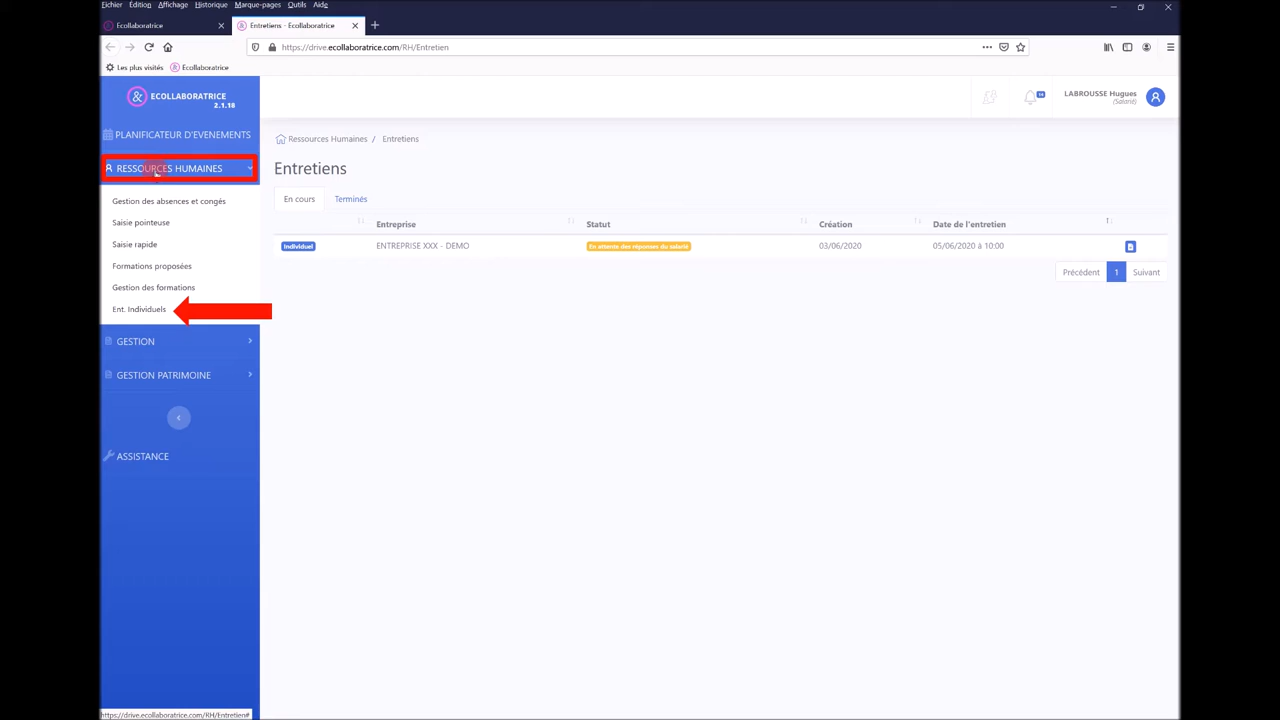 Fichier Édition Affichage Historique Marque-pages Outils Aide
Ecollaboratrice
Entretiens - Ecollaboratrice
https://drive.ecollaboratrice.com/RH/Entretien
Les plus visités Ecollaboratrice
& ECOLLABORATRICE
2.1.18
LABROUSSE Hugues
(Salarié)
PLANIFICATEUR D'EVENEMENTS
RESSOURCES HUMAINES
Gestion des absences et congés
Saisie pointeuse
Saisie rapide
Formations proposées
Gestion des formations
Ent. Individuels
GESTION
GESTION PATRIMOINE
ASSISTANCE
Ressources Humaines / Entretiens
Entretiens
En cours Terminés
Entreprise Statut Création Date de l'entretien
Individuel ENTREPRISE XXX - DEMO En attente des réponses du salarié 03/06/2020 05/06/2020 à 10:00
Précédent 1 Suivant
https://drive.ecollaboratrice.com/RH/Entretien#